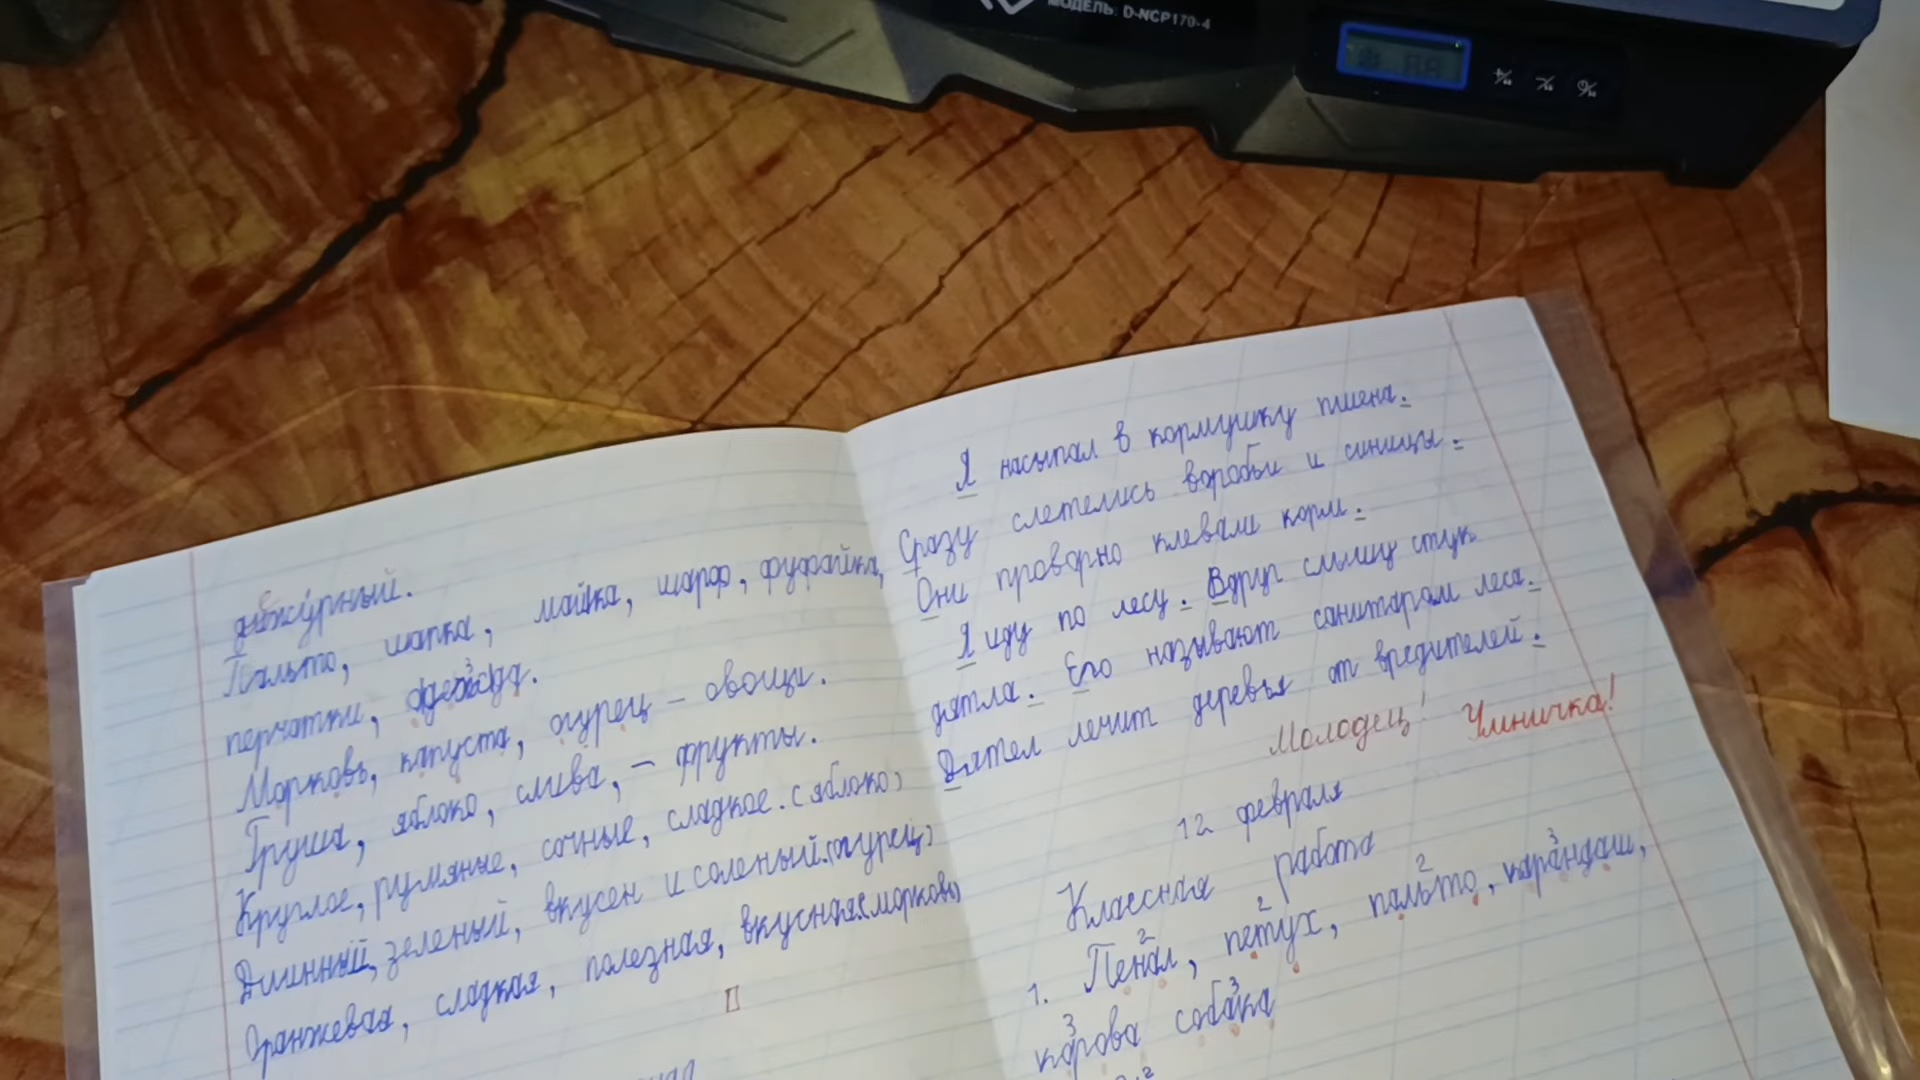 МОДЕЛЬ: D-NCP170-4
дежурный.
Пальто, шапка, майка, шарф, фуфайка,
перчатки, одежда.
Морковь, капуста, огурец – овощи.
Груша, яблоко, слива, – фрукты.
Круглое, румяные, сочные, сладкое. (яблоко)
Длинный, зеленый, вкусен и соленый. (огурец)
Оранжевая, сладкая, полезная, вкусная (морковь)
Я насыпал в кормушку пшена.
Сразу слетелись воробьи и синицы.
Они проворно клевали корм.
Я иду по лесу. Вдруг слышу стук
дятла. Его называют санитаром леса.
Дятел лечит деревья от вредителей.
Молодец! Умничка!
12 февраля
Классная работа
1. Пенал, петух, пальто, карандаш,
корова собака